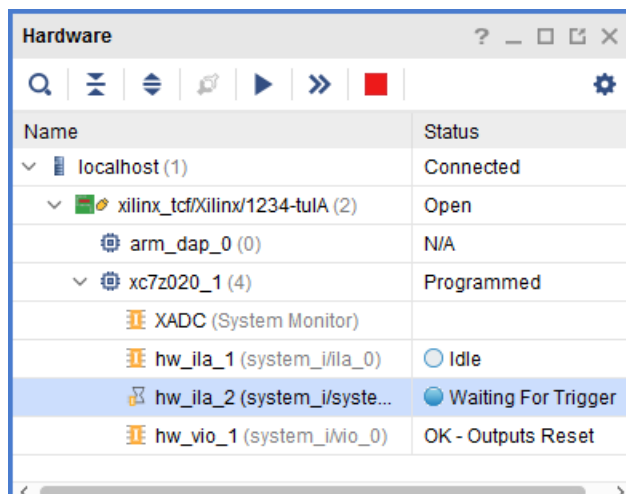 Hardware ?
Name Status
localhost (1) Connected
xilinx_tcf/Xilinx/1234-tulA (2) Open
arm_dap_0 (0) N/A
xc7z020_1 (4) Programmed
XADC (System Monitor)
hw_ila_1 (system_i/ila_0) Idle
hw_ila_2 (system_i/syste... Waiting For Trigger
hw_vio_1 (system_i/vio_0) OK - Outputs Reset